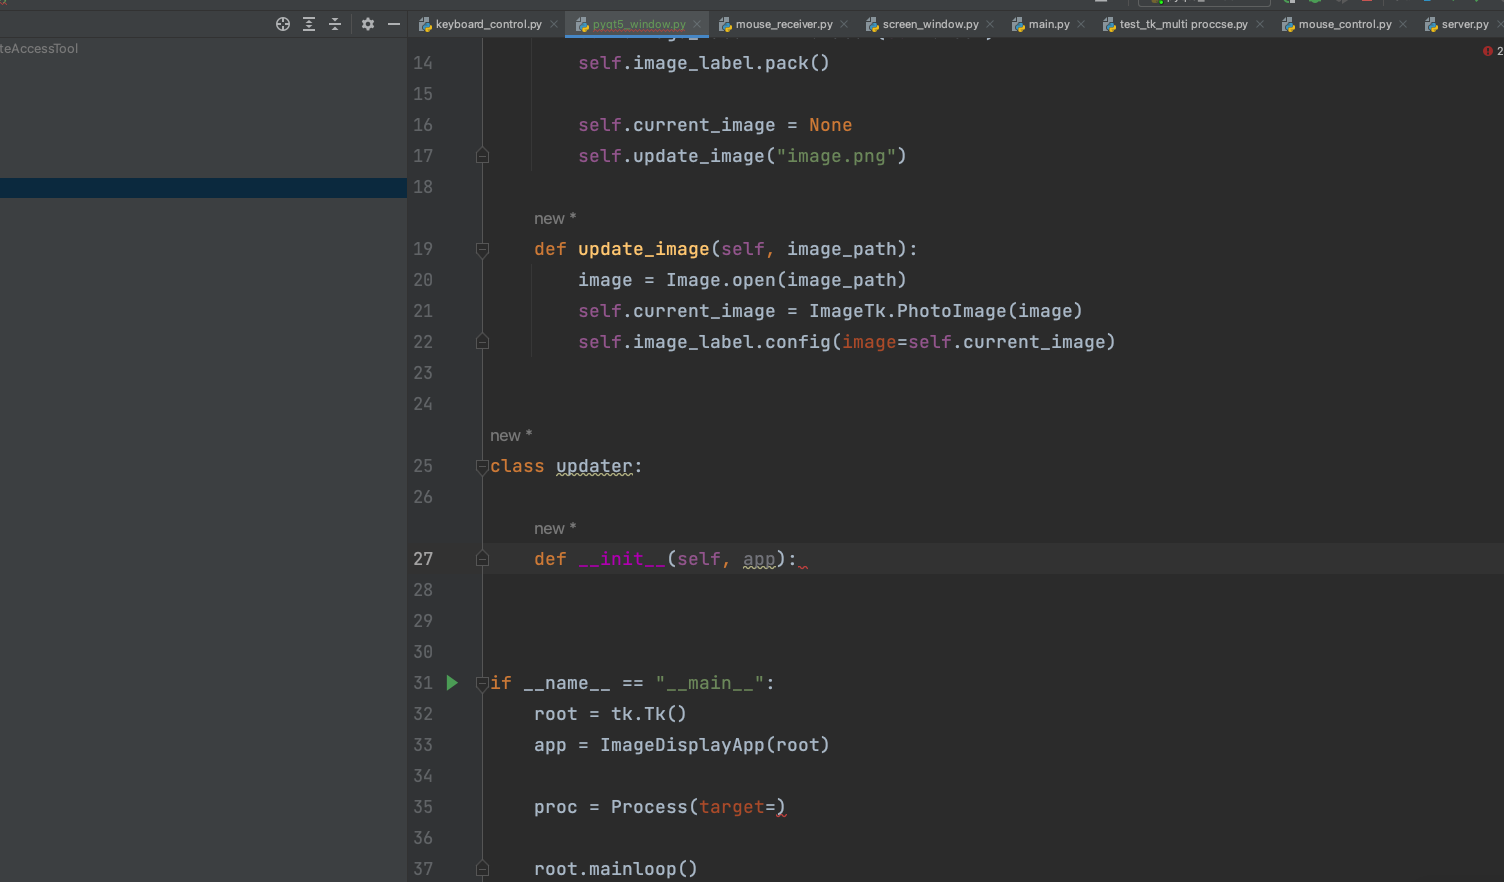 keyboard_control.py pyqt5_window.py mouse_receiver.py screen_window.py main.py test_tk_multi proccse.py mouse_control.py server.py
teAccessTool
2
14 self.image_label.pack()
15
16 self.current_image = None
17 self.update_image("image.png")
18
new *
19 def update_image(self, image_path):
20 image = Image.open(image_path)
21 self.current_image = ImageTk.PhotoImage(image)
22 self.image_label.config(image=self.current_image)
23
24
new *
25 class updater:
26
new *
27 def __init__(self, app):
28
29
30
31 if __name__ == "__main__":
32 root = tk.Tk()
33 app = ImageDisplayApp(root)
34
35 proc = Process(target=)
36
37 root.mainloop()